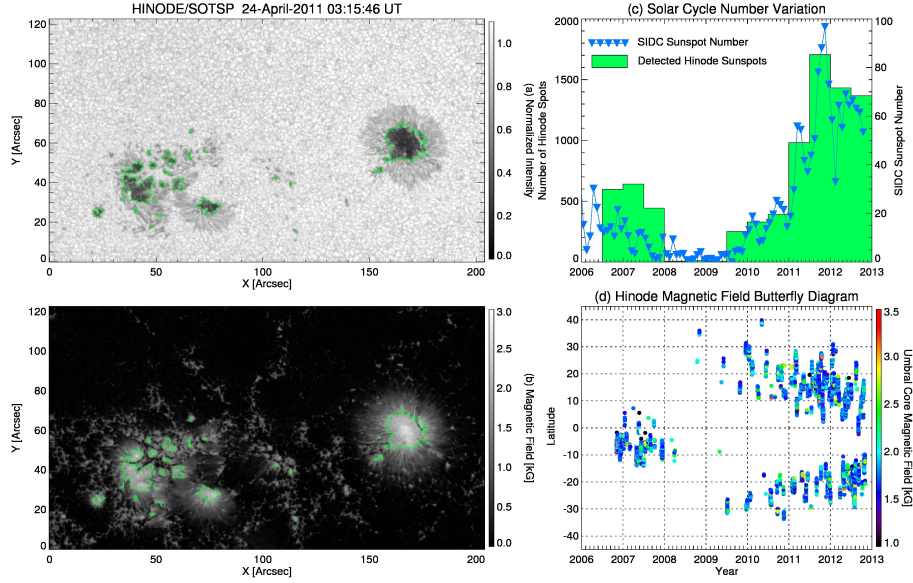 HINODE/SOTSP 24-April-2011 03:15:46 UT
120
100
80
60
40
20
0
Y [Arcsec]
0 50 100 150 200
X [Arcsec]
1.0
0.8
0.6
0.4
0.2
0.0
(a) Normalized Intensity
(c) Solar Cycle Number Variation
SIDC Sunspot Number
Detected Hinode Sunspots
2000
1500
1000
500
0
Number of Hinode Spots
100
80
60
40
20
0
SIDC Sunspot Number
2006 2007 2008 2009 2010 2011 2012 2013
120
100
80
60
40
20
0
Y [Arcsec]
0 50 100 150 200
X [Arcsec]
3.0
2.5
2.0
1.5
1.0
0.5
0.0
(b) Magnetic Field [kG]
(d) Hinode Magnetic Field Butterfly Diagram
40
30
20
10
0
-10
-20
-30
-40
Latitude
2006 2007 2008 2009 2010 2011 2012 2013
Year
3.5
3.0
2.5
2.0
1.5
1.0
Umbral Core Magnetic Field [KG]